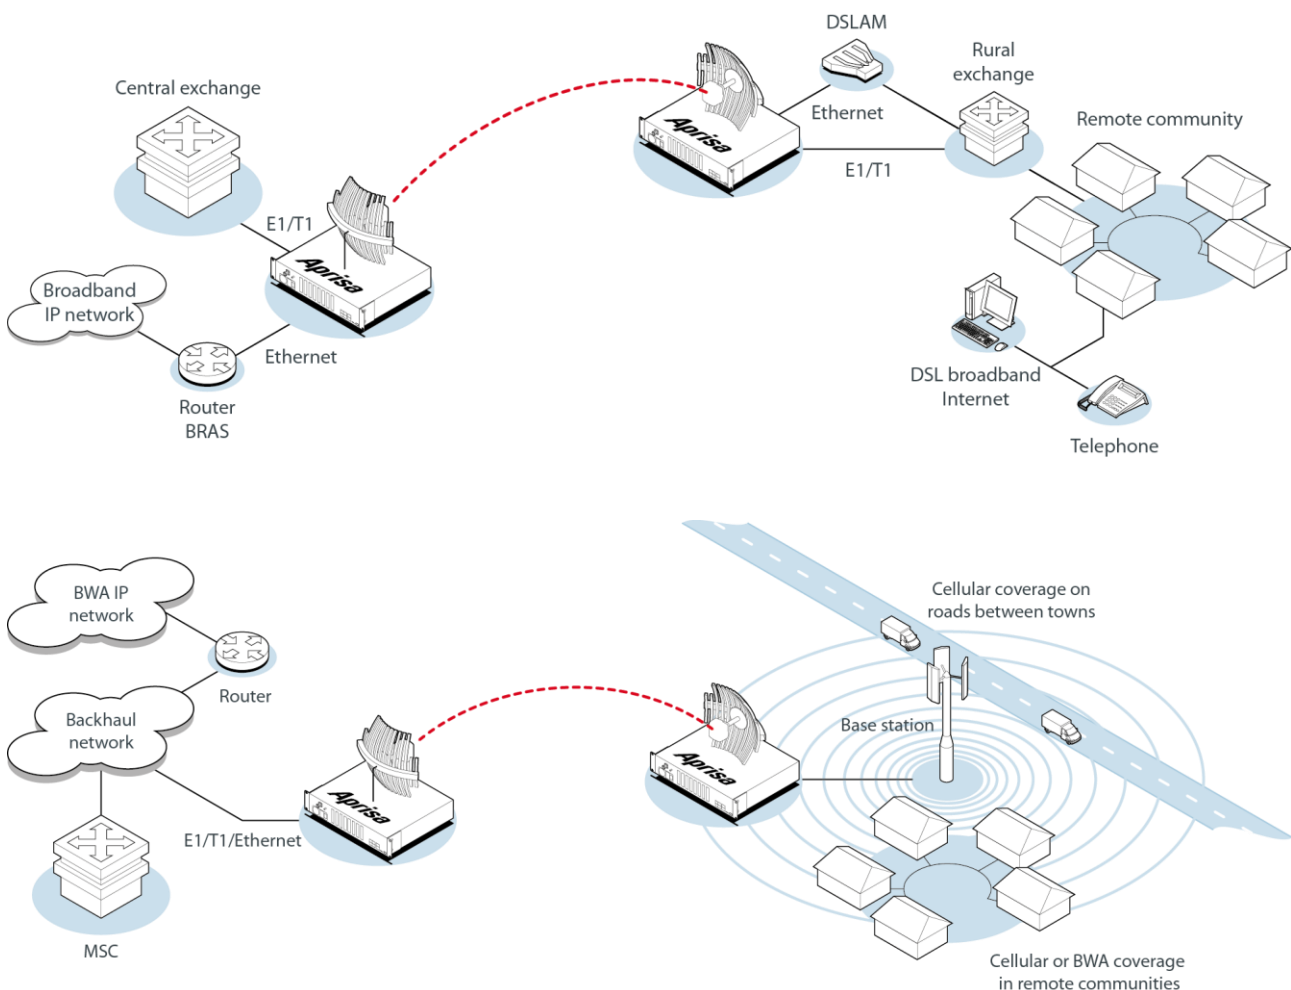 DSLAM
Rural
exchange
Central exchange
Ethernet
Aprisa
E1/T1
Remote community
E1/T1
Aprisa
Broadband
IP network
Ethernet
Router
BRAS
DSL broadband
Internet
Telephone
BWA IP
network
Router
Backhaul
network
Aprisa
E1/T1/Ethernet
MSC
Cellular coverage on
roads between towns
Base station
Aprisa
Cellular or BWA coverage
in remote communities